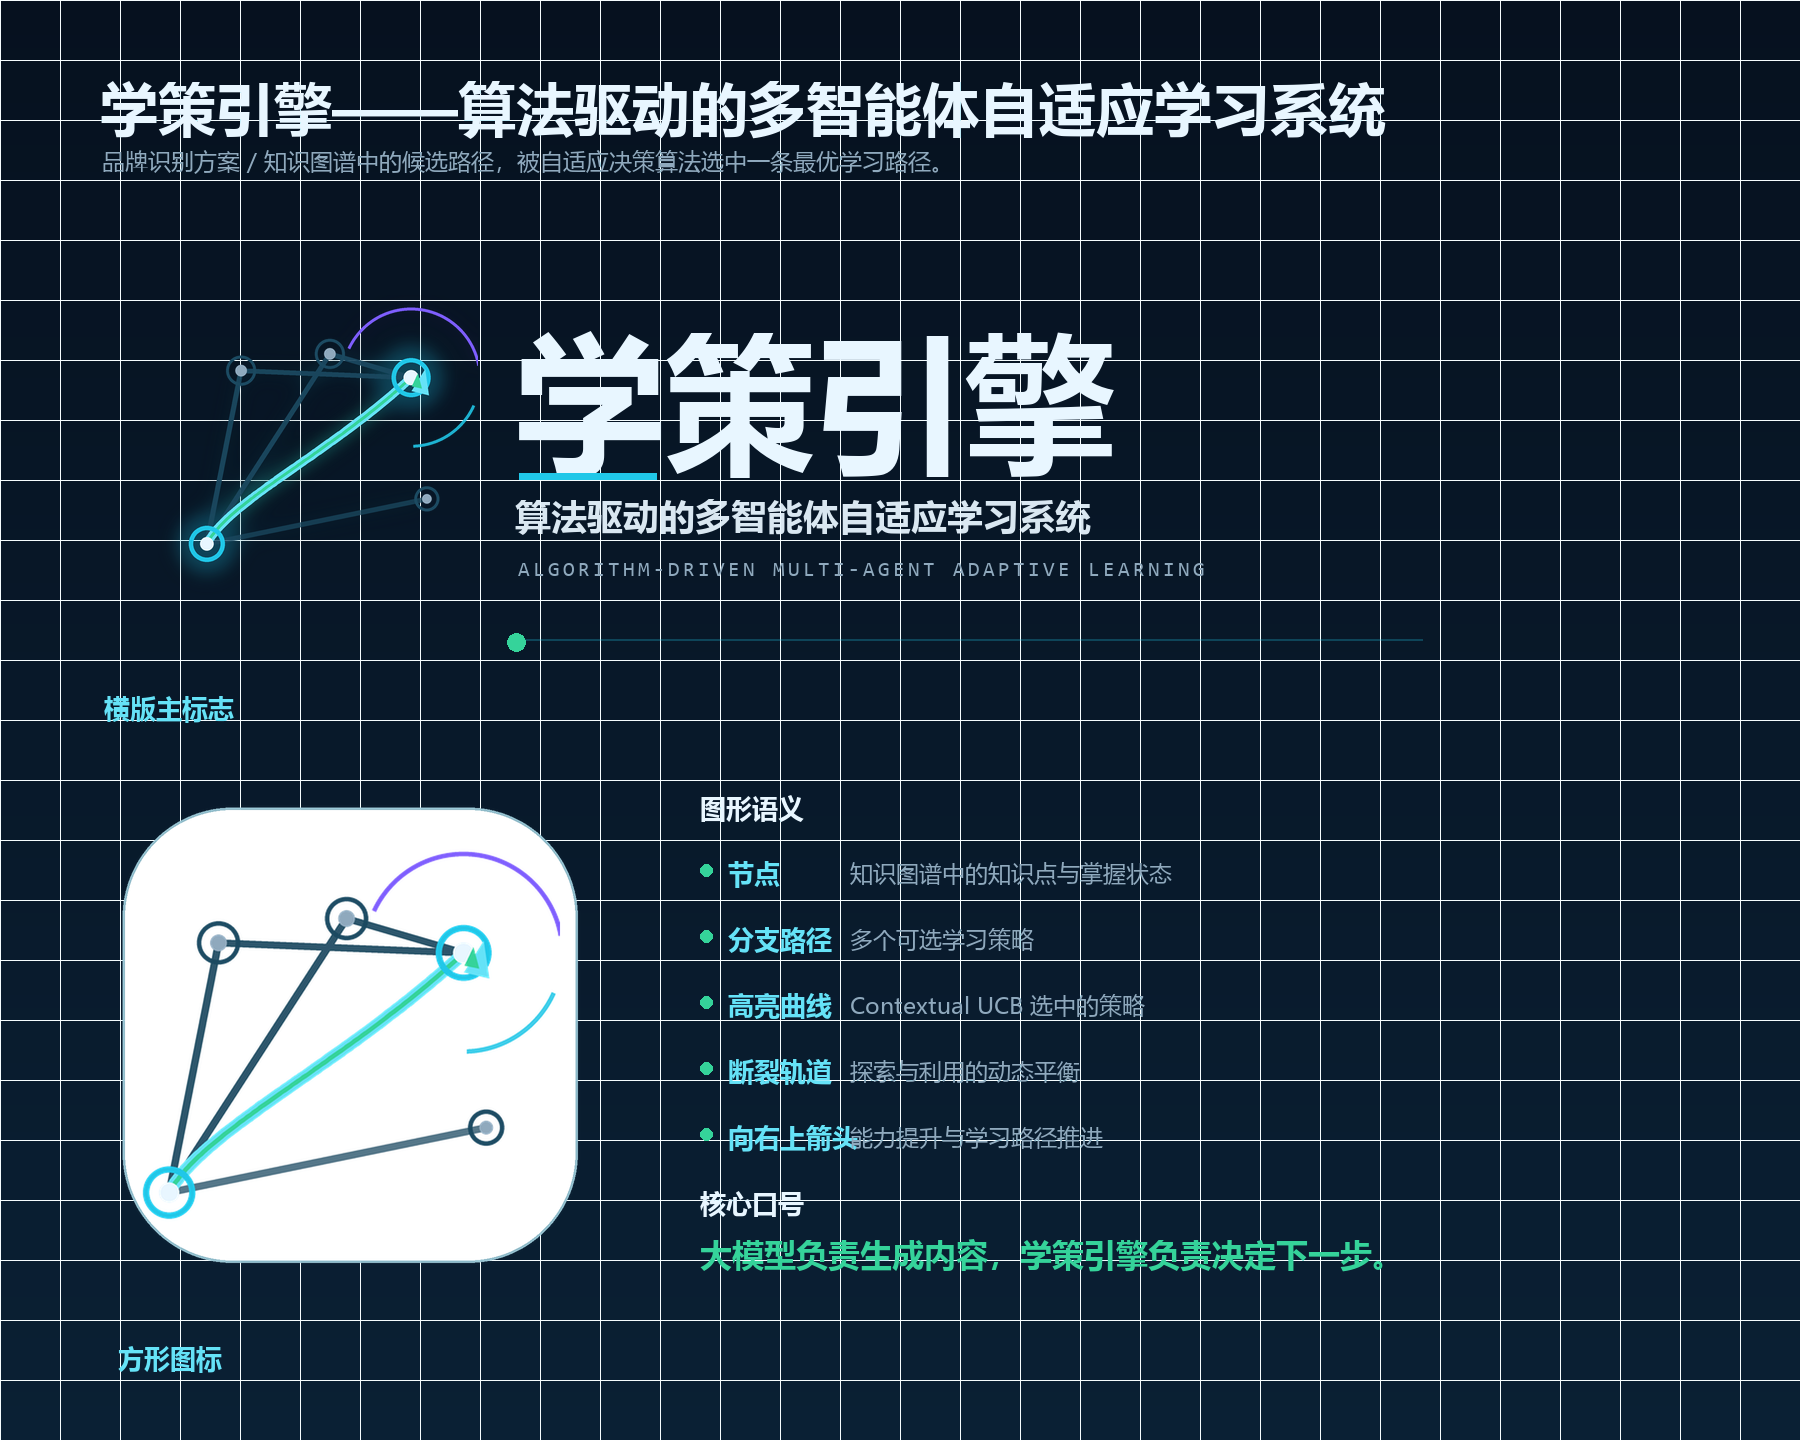 学策引擎——算法驱动的多智能体自适应学习系统
品牌识别方案 / 知识图谱中的候选路径，被自适应决策算法选中一条最优学习路径。
学策引擎
算法驱动的多智能体自适应学习系统
ALGORITHM-DRIVEN MULTI-AGENT ADAPTIVE LEARNING
横版主标志
图形语义
节点 知识图谱中的知识点与掌握状态
分支路径 多个可选学习策略
高亮曲线 Contextual UCB 选中的策略
断裂轨道 探索与利用的动态平衡
向右上箭头 能力提升与学习路径推进
核心口号
大模型负责生成内容，学策引擎负责决定下一步。
方形图标